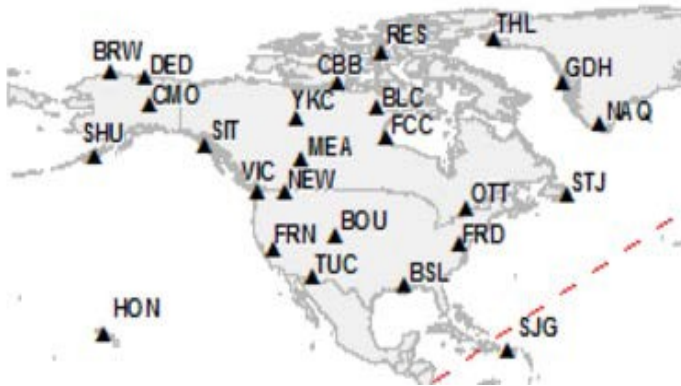 THL
RES
BRW
DED
CBB
GDH
CMO
YKC
BLC
NAQ
FCC
SHU
SIT
MEA
VIC
NEW
OTT
STJ
BOU
FRN
FRD
TUC
BSL
HON
SJG